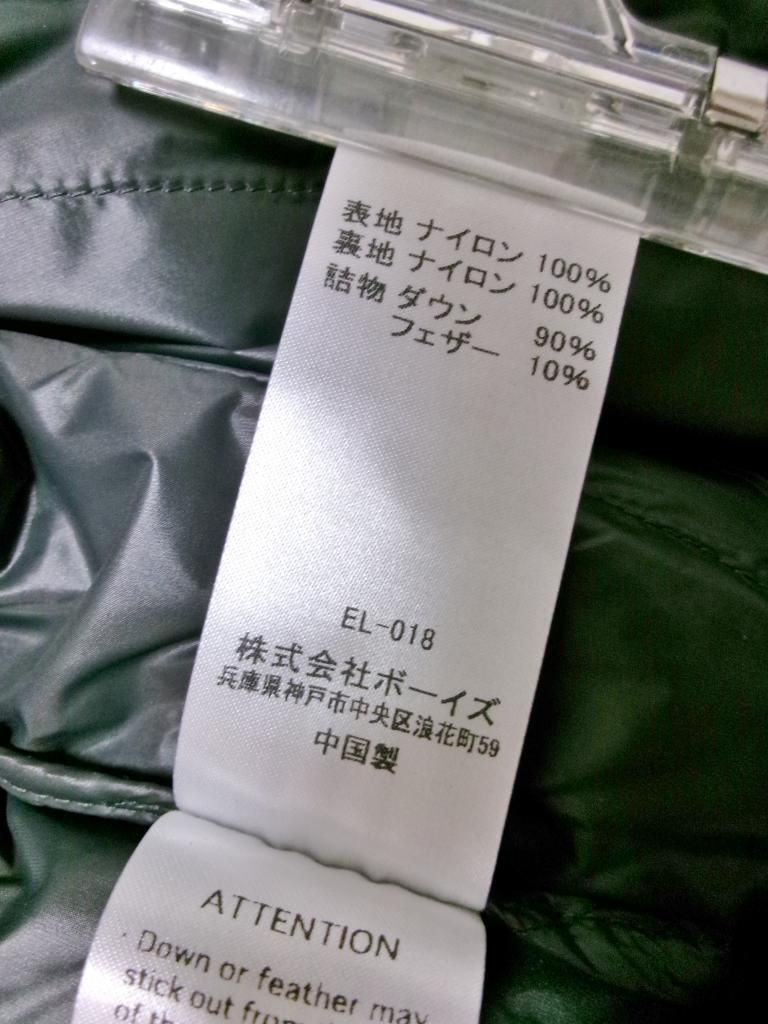 表地 ナイロン 100%
裏地 ナイロン 100%
詰物 ダウン 90%
フェザー 10%
EL-018
株式会社ボーイズ
兵庫県神戸市中央区浪花町59
中国製
ATTENTION
· Down or feather may
stick out from
of